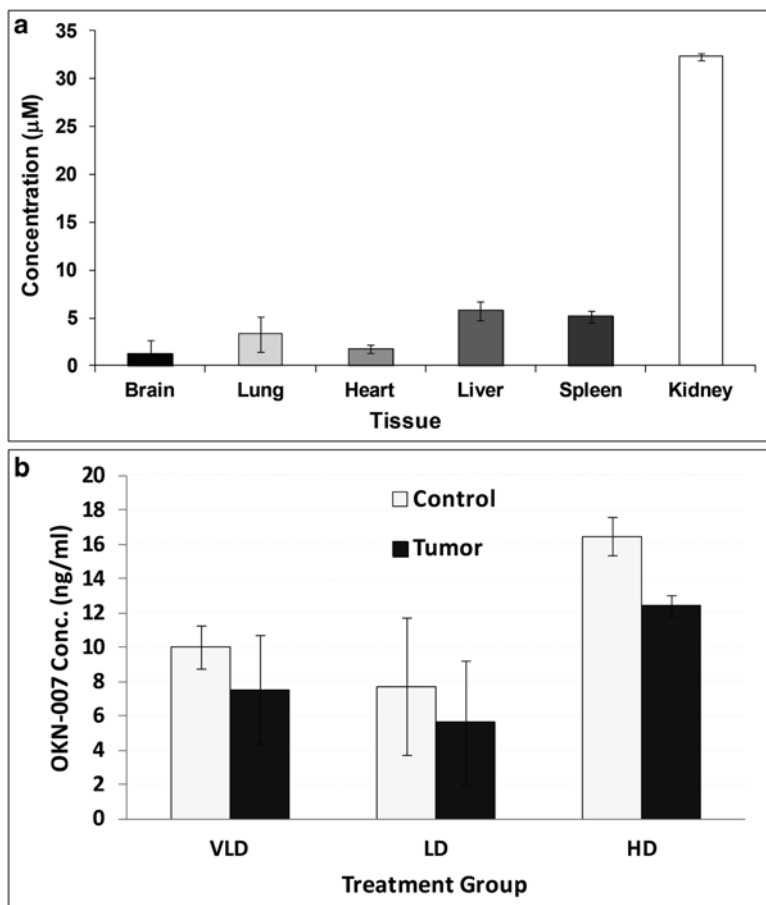 a
Concentration (µM)
35
30
25
20
15
10
5
0
Brain Lung Heart Liver Spleen Kidney
Tissue
b
OKN-007 Conc. (ng/ml)
20
18
16
14
12
10
8
6
4
2
0
Control
Tumor
VLD LD HD
Treatment Group